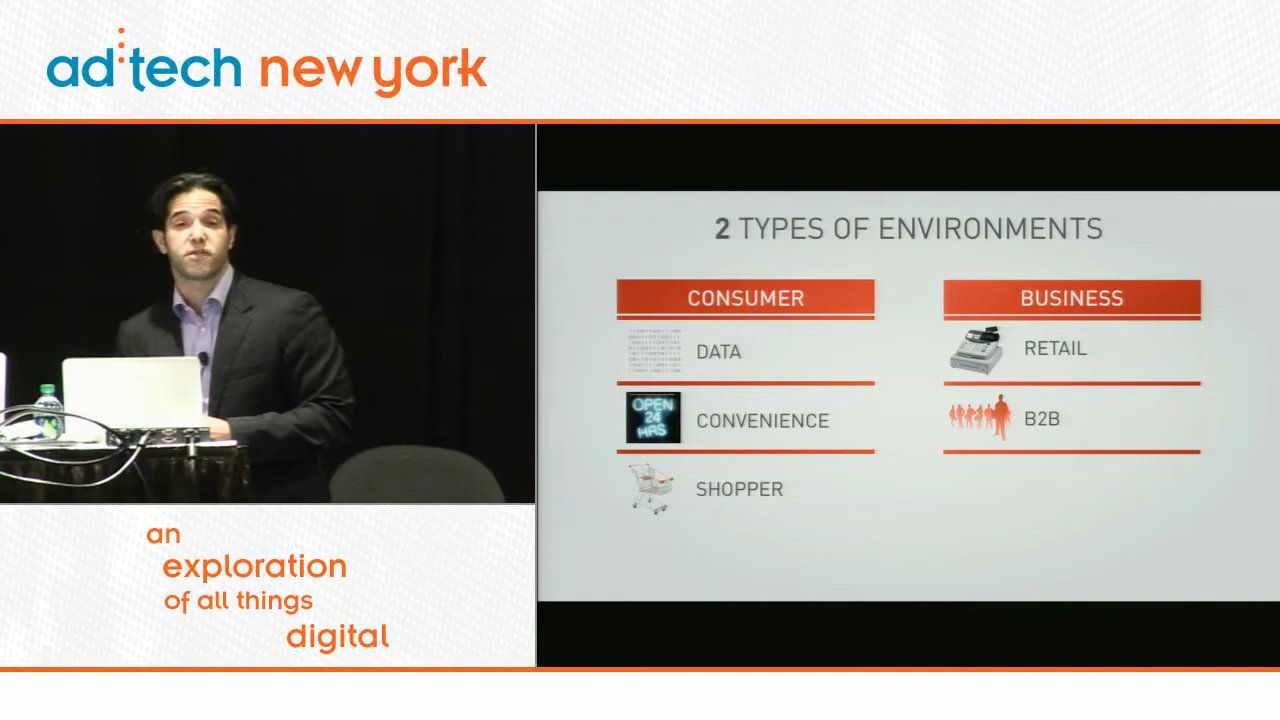 ad:tech new york
2 TYPES OF ENVIRONMENTS
CONSUMER
DATA
CONVENIENCE
SHOPPER
BUSINESS
RETAIL
B2B
OPEN
24
HRS
an
exploration
of all things
digital